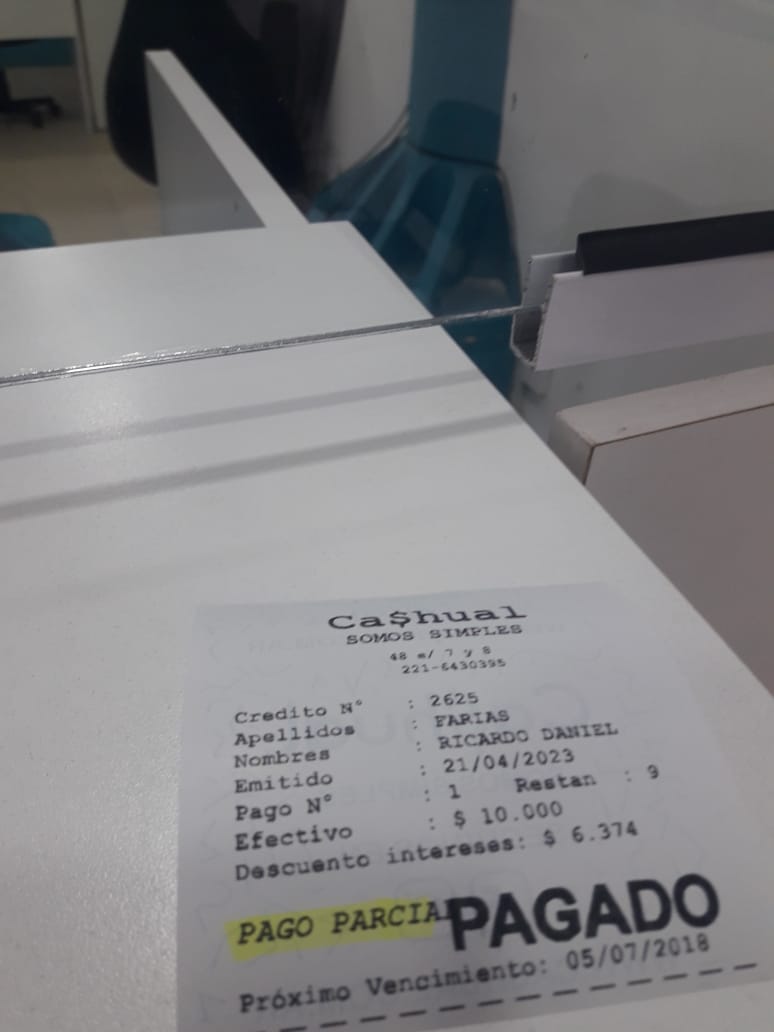 Ca$hual
SOMOS SIMPLES
48 e/ 7 y 8
221-6430395
Credito N° : 2625
Apellidos : FARIAS
Nombres : RICARDO DANIEL
Emitido : 21/04/2023
Pago N° : 1 Restan : 9
Efectivo : $ 10.000
Descuento intereses: $ 6.374
PAGO PARCIAL PAGADO
Próximo Vencimiento: 05/07/2018